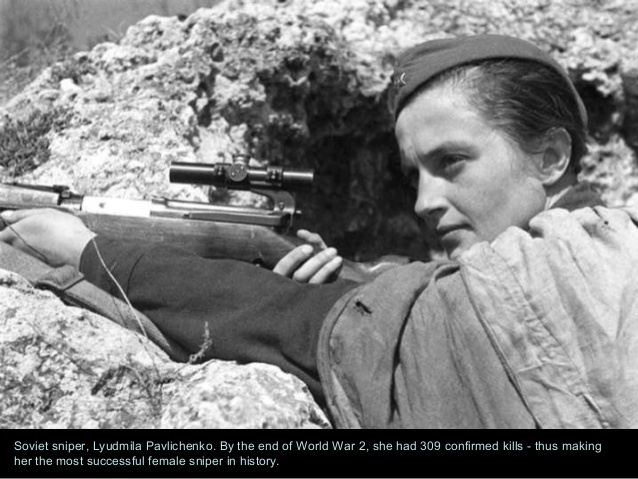 Soviet sniper, Lyudmila Pavlichenko. By the end of World War 2, she had 309 confirmed kills - thus making
her the most successful female sniper in history.